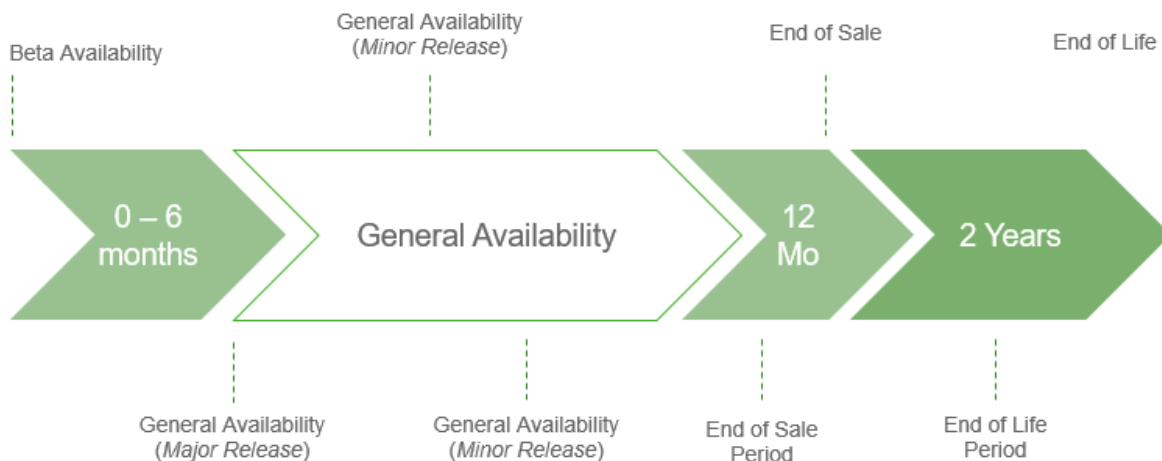 General Availability
(Minor Release)
End of Sale
End of Life
Beta Availability
0 – 6
months
General Availability
12
Mo
2 Years
General Availability
(Major Release)
General Availability
(Minor Release)
End of Sale
Period
End of Life
Period